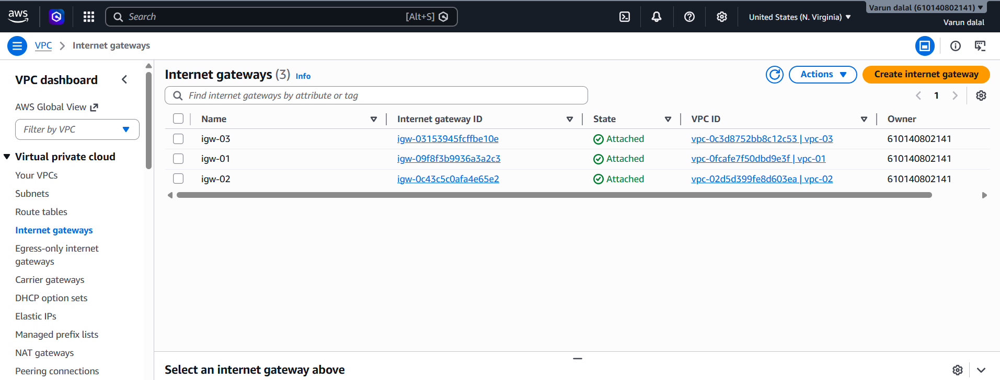 aws
Search [Alt+S]
United States (N. Virginia)
Varun dalal (610140802141)
Varun dalal
VPC
Internet gateways
VPC dashboard
AWS Global View
Filter by VPC
Virtual private cloud
Your VPCs
Subnets
Route tables
Internet gateways
Egress-only internet
gateways
Carrier gateways
DHCP option sets
Elastic IPs
Managed prefix lists
NAT gateways
Peering connections
Internet gateways (3) Info
Actions
Create internet gateway
Find internet gateways by attribute or tag
1
Name Internet gateway ID State VPC ID Owner
igw-03 igw-03153945fcffbe10e Attached vpc-0c3d8752bb8c12c53 | vpc-03 610140802141
igw-01 igw-09f8f3b9936a3a2c3 Attached vpc-0fcafe7f50dbd9e3f | vpc-01 610140802141
igw-02 igw-0c43c5c0afa4e65e2 Attached vpc-02d5d399fe8d603ea | vpc-02 610140802141
Select an internet gateway above